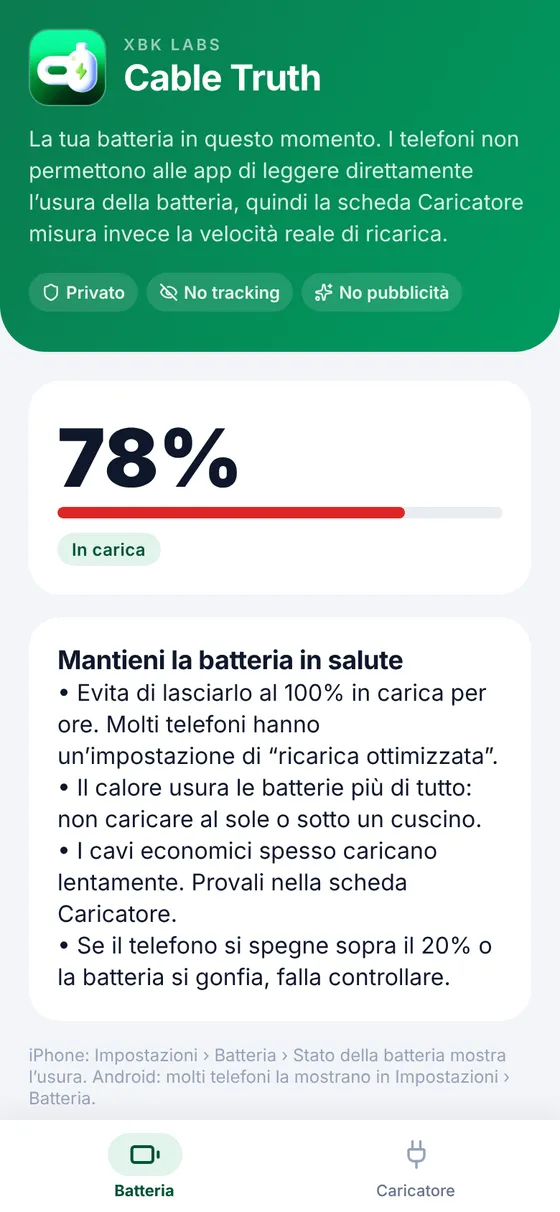 XBK LABS
Cable Truth
La tua batteria in questo momento. I telefoni non
permettono alle app di leggere direttamente
l’usura della batteria, quindi la scheda Caricatore
misura invece la velocità reale di ricarica.
Privato
No tracking
No pubblicità
78%
In carica
Mantieni la batteria in salute
• Evita di lasciarlo al 100% in carica per
ore. Molti telefoni hanno
un’impostazione di “ricarica ottimizzata”.
• Il calore usura le batterie più di tutto:
non caricare al sole o sotto un cuscino.
• I cavi economici spesso caricano
lentamente. Provali nella scheda
Caricatore.
• Se il telefono si spegne sopra il 20% o
la batteria si gonfia, falla controllare.
iPhone: Impostazioni › Batteria › Stato della batteria mostra
l’usura. Android: molti telefoni la mostrano in Impostazioni ›
Batteria.
Batteria
Caricatore